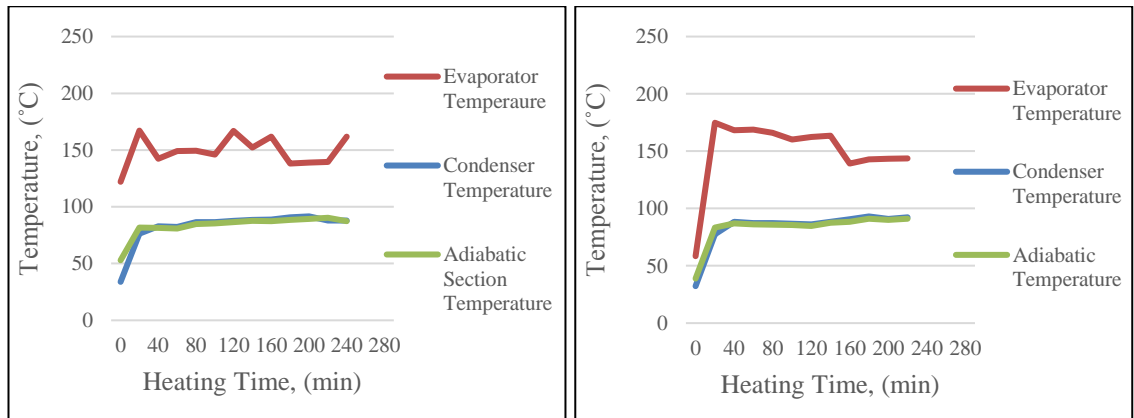 250
200
150
100
50
0
0 40 80 120 160 200 240 280
Temperature, (˚C)
Heating Time, (min)
Evaporator
Temperaure
Condenser
Temperature
Adiabatic
Section
Temperature
250
200
150
100
50
0
0 40 80 120 160 200 240 280
Temperature, (˚C)
Heating Time, (min)
Evaporator
Temperature
Condenser
Temperature
Adiabatic
Temperature